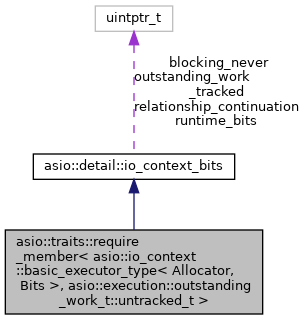 uintptr_t
blocking_never
outstanding_work
_tracked
relationship_continuation
runtime_bits
asio::detail::io_context_bits
asio::traits::require
_member< asio::io_context
::basic_executor_type< Allocator,
Bits >, asio::execution::outstanding
_work_t::untracked_t >